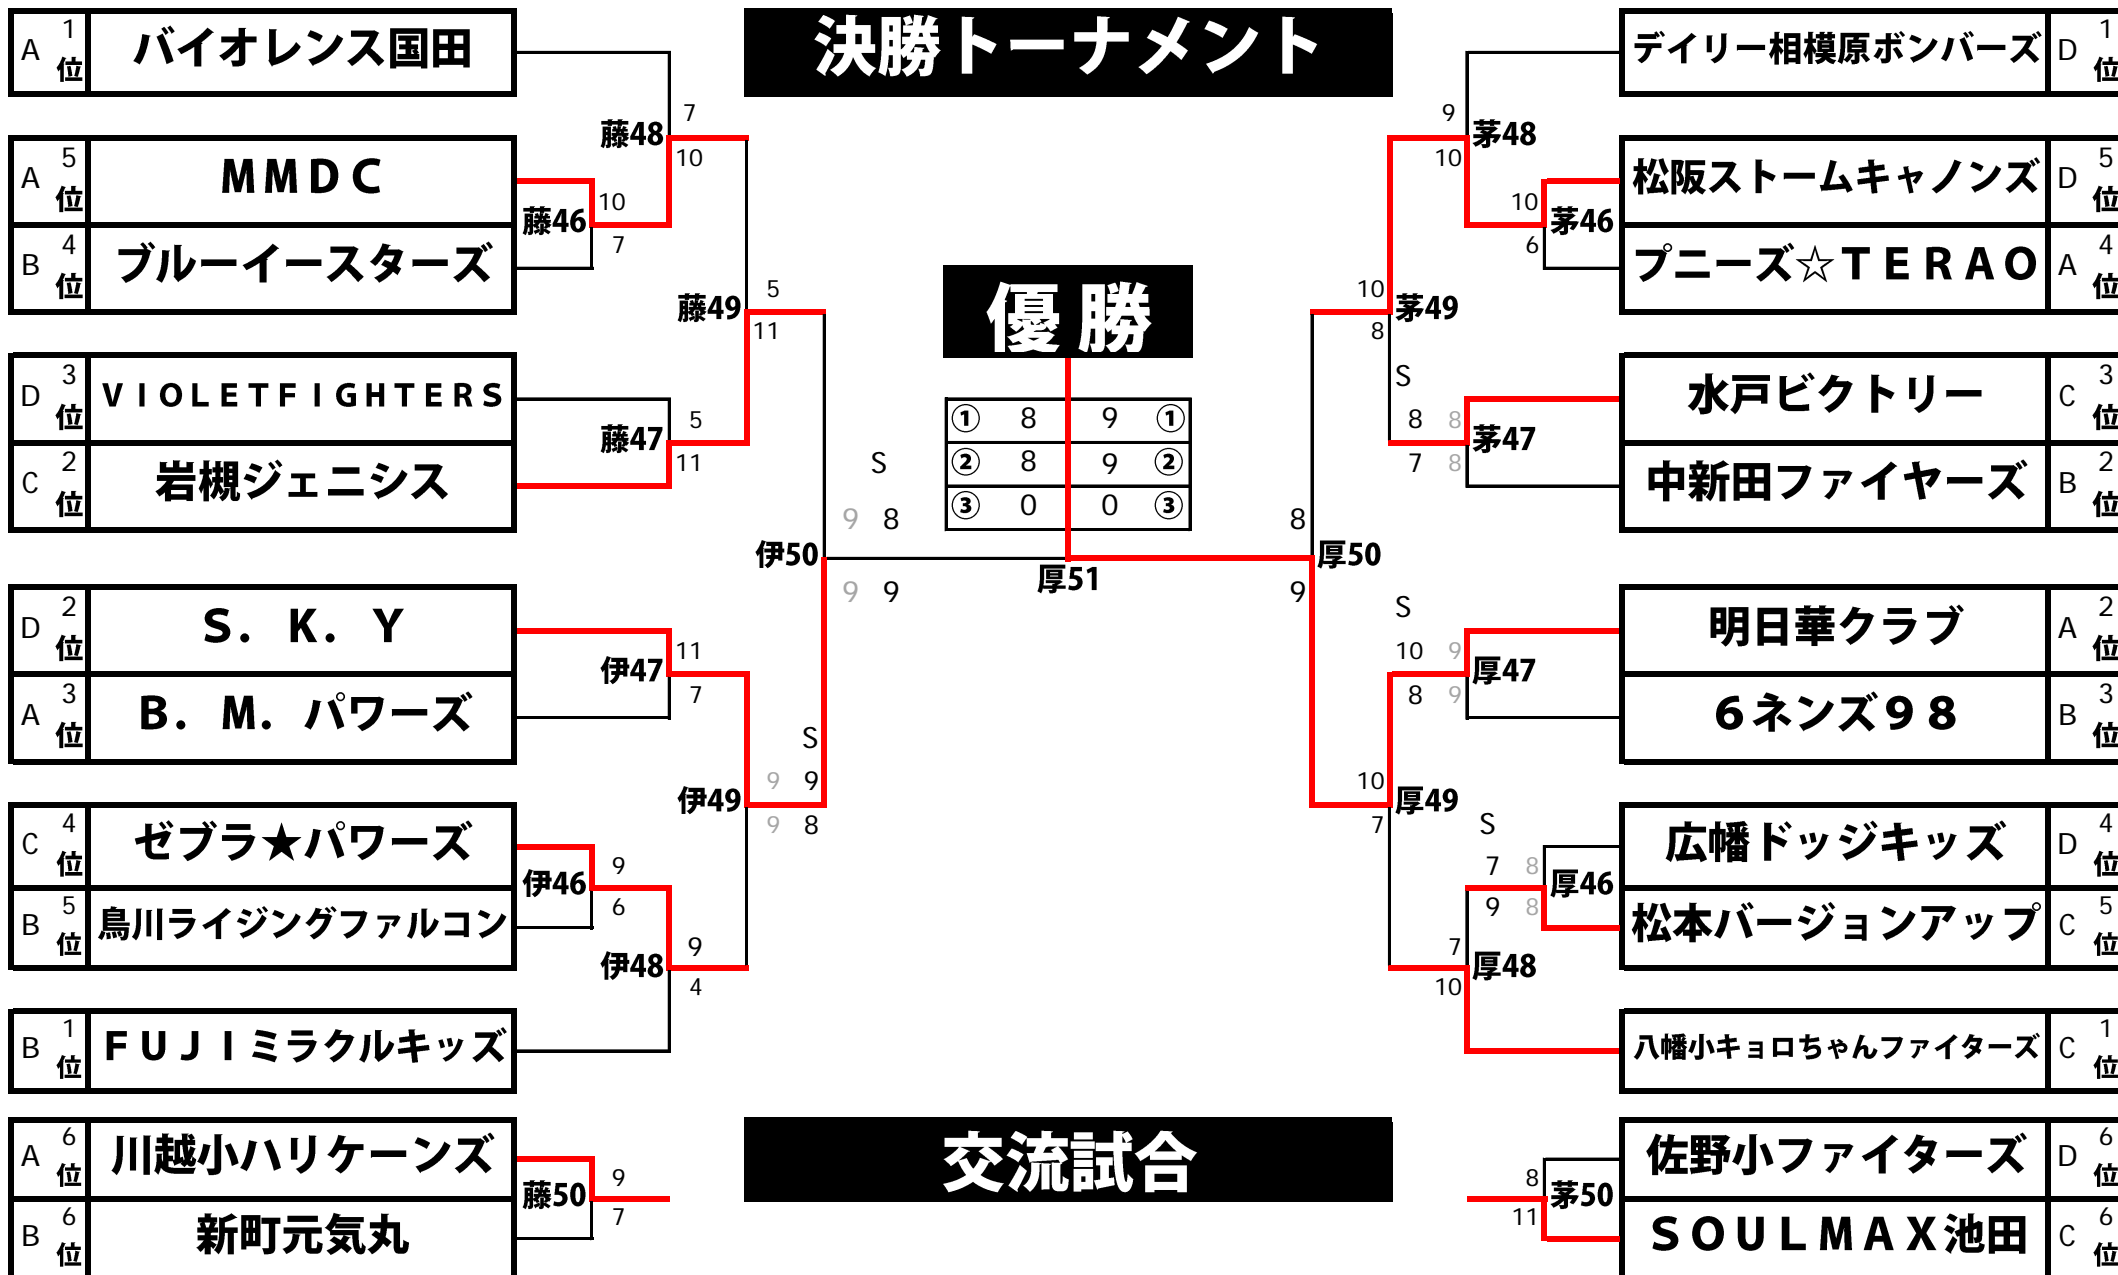 決勝トーナメント
A 1位 バイオレンス国田
A 5位 ＭＭＤＣ
B 4位 ブルーイースターズ
D 3位 ＶＩＯＬＥＴＦＩＧＨＴＥＲＳ
C 2位 岩槻ジェニシス
D 2位 Ｓ．Ｋ．Ｙ
A 3位 Ｂ．Ｍ．パワーズ
C 4位 ゼブラ★パワーズ
B 5位 鳥川ライジングファルコン
B 1位 ＦＵＪＩミラクルキッズ
藤48
7
10
藤46
10
7
藤49
5
11
藤47
5
11
伊50
S
9 8
9 9
伊47
11
7
伊49
S
9 9
9 8
伊46
9
6
伊48
9
4
優勝
① 8 9 ①
② 8 9 ②
③ 0 0 ③
厚51
デイリー相模原ボンバーズ D 1位
松阪ストームキャノンズ D 5位
プニーズ☆ＴＥＲＡＯ A 4位
水戸ビクトリー C 3位
中新田ファイヤーズ B 2位
明日華クラブ A 2位
６ネンズ９８ B 3位
広幡ドッジキッズ D 4位
松本バージョンアップ C 5位
八幡小キョロちゃんファイターズ C 1位
9
10
茅48
10
6
茅46
10
8
茅49
S
8 8
7 8
茅47
8
9
厚50
S
10 9
8 9
厚47
10
7
厚49
S
7 8
9 8
厚46
7
10
厚48
交流試合
A 6位 川越小ハリケーンズ
B 6位 新町元気丸
藤50
9
7
佐野小ファイターズ D 6位
ＳＯＵＬＭＡＸ池田 C 6位
8
11
茅50